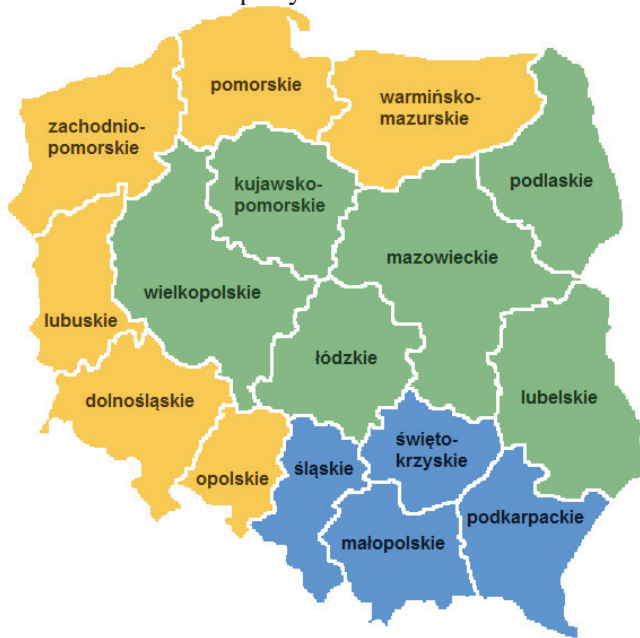 pomorskie
warmińsko-
mazurskie
zachodnio-
pomorskie
podlaskie
kujawsko-
pomorskie
mazowieckie
wielkopolskie
lubuskie
łódzkie
dolnośląskie
lubelskie
święto-
krzyskie
śląskie
opolskie
podkarpackie
małopolskie